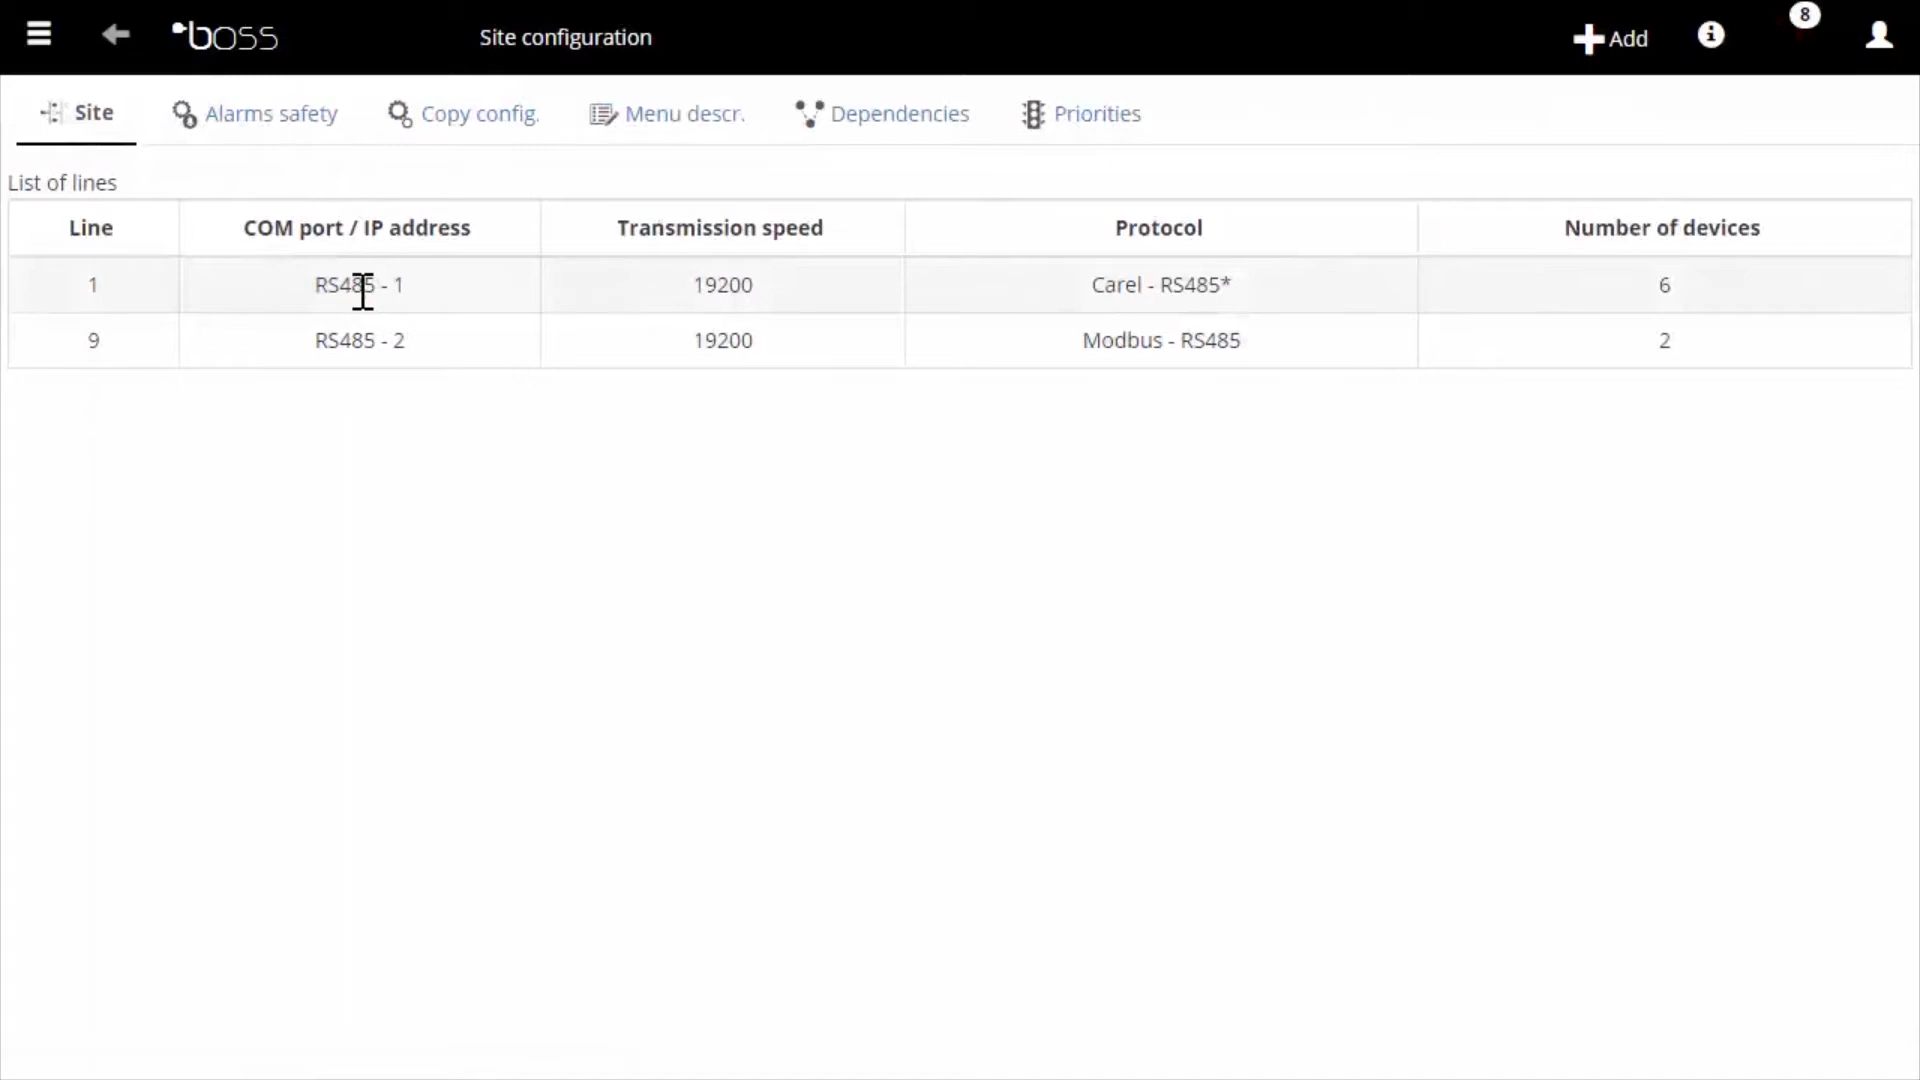 boss Site configuration Add 8
Site Alarms safety Copy config. Menu descr. Dependencies Priorities
List of lines
Line COM port / IP address Transmission speed Protocol Number of devices
1 RS485 - 1 19200 Carel - RS485* 6
9 RS485 - 2 19200 Modbus - RS485 2